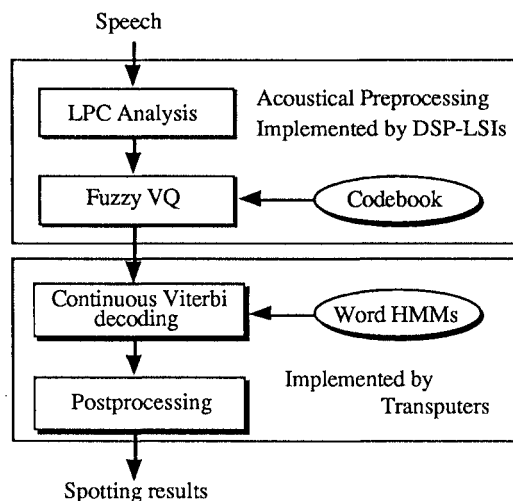 Speech
LPC Analysis
Acoustical Preprocessing
Implemented by DSP-LSIs
Fuzzy VQ
Codebook
Continuous Viterbi
decoding
Word HMMs
Postprocessing
Implemented by
Transputers
Spotting results